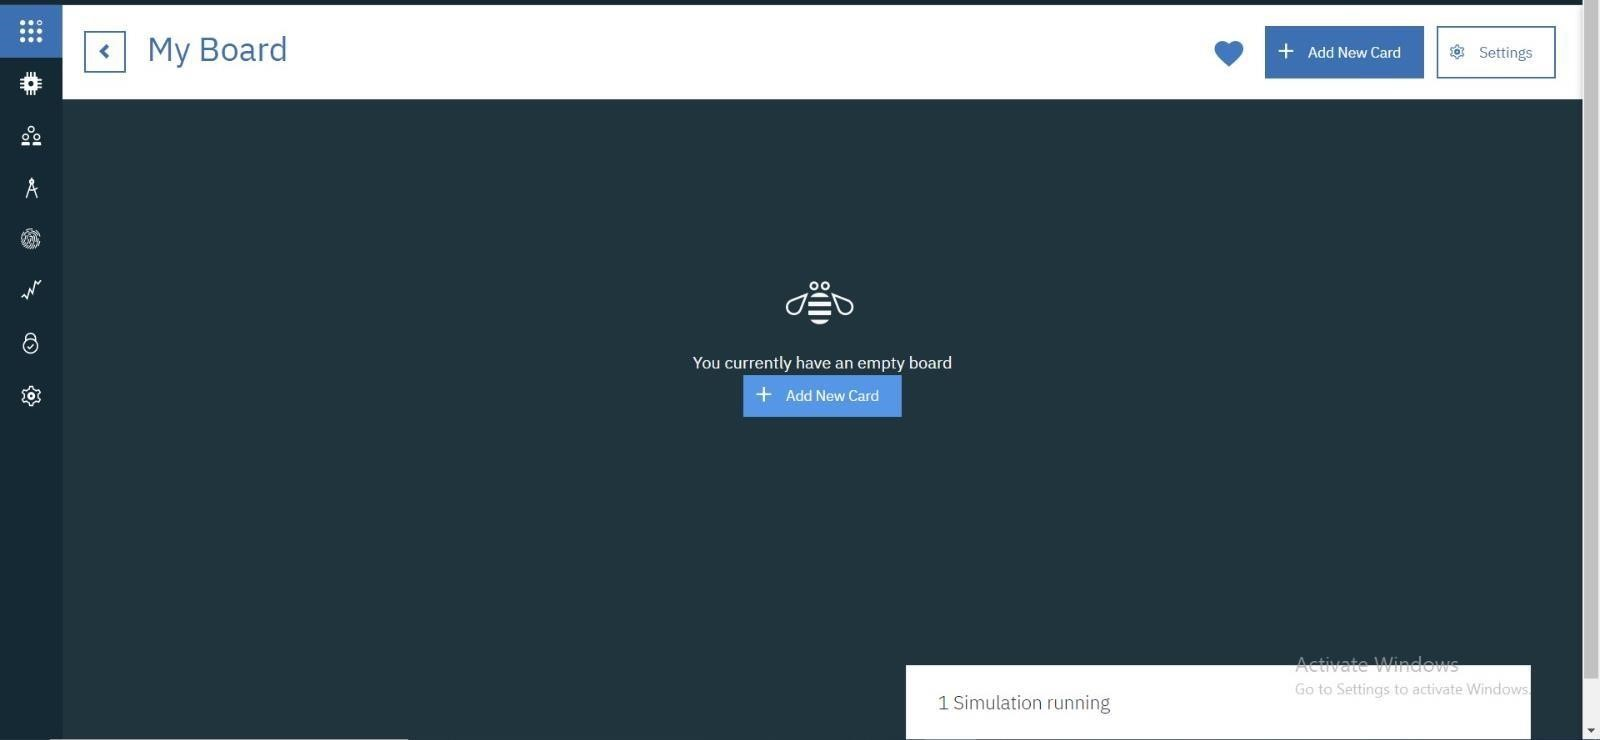 My Board
Add New Card
Settings
You currently have an empty board
Add New Card
Activate Windows
Go to Settings to activate Windows.
1 Simulation running